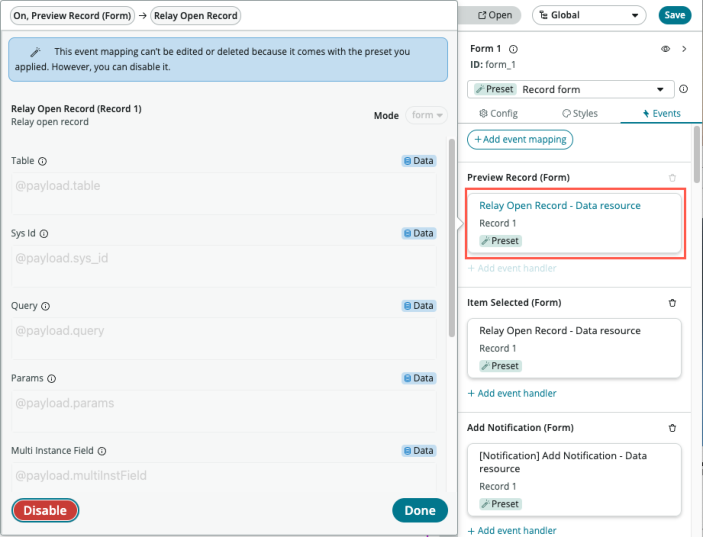 On, Preview Record (Form) → Relay Open Record
This event mapping can't be edited or deleted because it comes with the preset you
applied. However, you can disable it.
Relay Open Record (Record 1)
Relay open record
Mode form
Table Data
@payload.table
Sys Id Data
@payload.sys_id
Query Data
@payload.query
Params Data
@payload.params
Multi Instance Field Data
@payload.multiInstField
Disable Done
Open Global Save
Form 1
ID: form_1
Preset Record form
Config Styles Events
+ Add event mapping
Preview Record (Form)
Relay Open Record - Data resource
Record 1
Preset
+ Add event handler
Item Selected (Form)
Relay Open Record - Data resource
Record 1
Preset
+ Add event handler
Add Notification (Form)
[Notification] Add Notification - Data
resource
Record 1
Preset
+ Add event handler